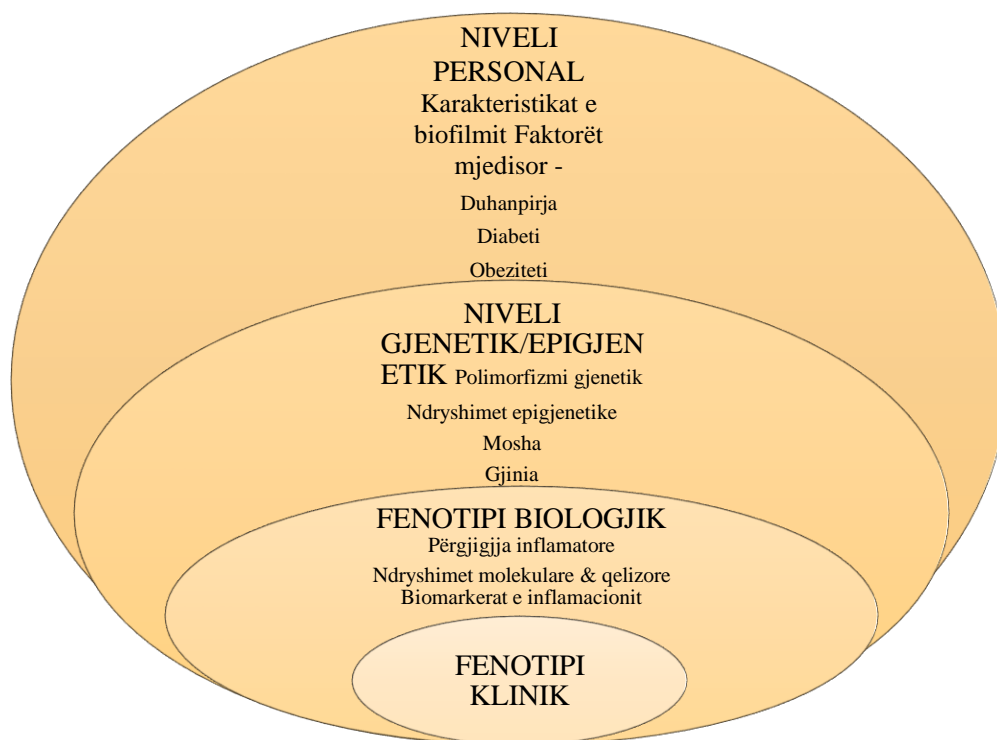 NIVELI
PERSONAL
Karakteristikat e
biofilmit Faktorët
mjedisor -
Duhanpirja
Diabeti
Obeziteti
NIVELI
GJENETIK/EPIGJEN
ETIK Polimorfizmi gjenetik
Ndryshimet epigjenetike
Mosha
Gjinia
FENOTIPI BIOLOGJIK
Përgjigjja inflamatore
Ndryshimet molekulare & qelizore
Biomarkerat e inflamacionit
FENOTIPI
KLINIK